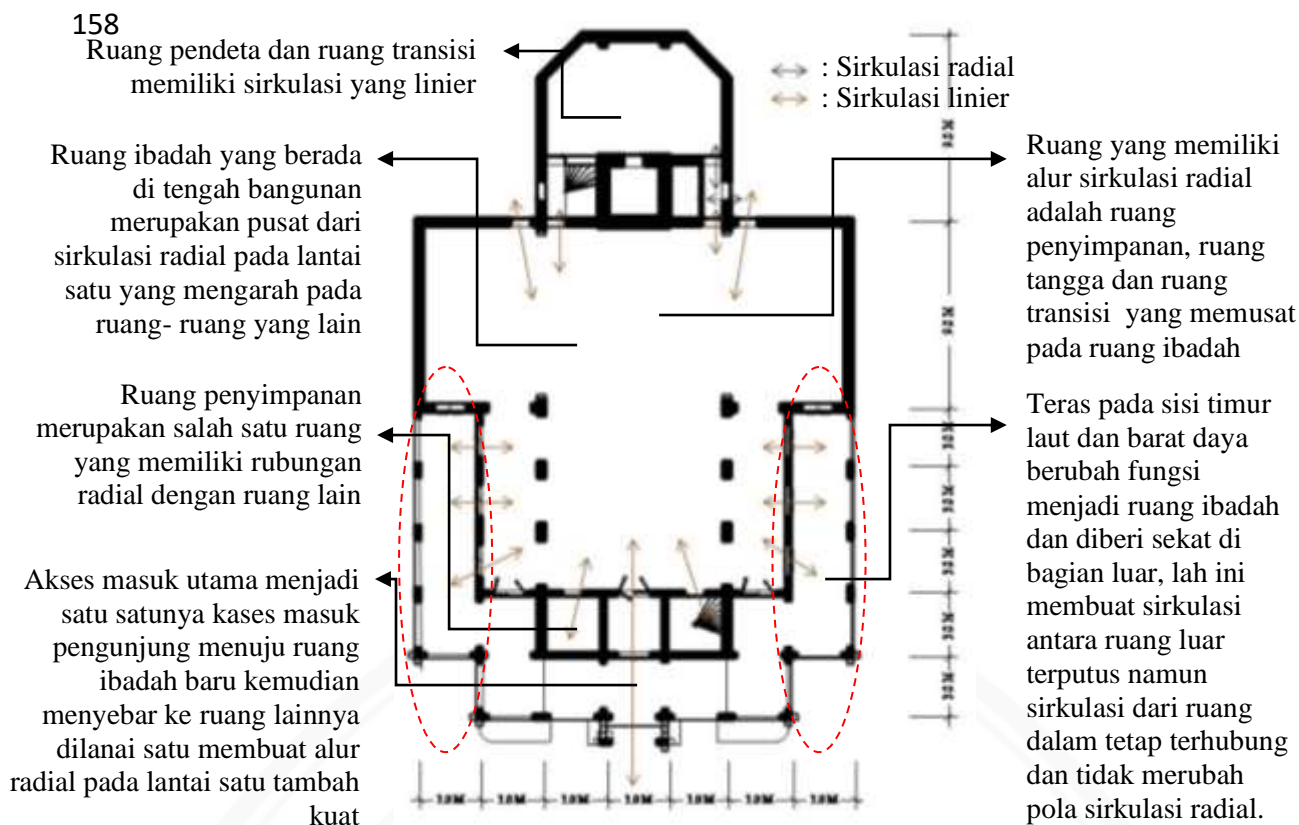 158
Ruang pendeta dan ruang transisi
memiliki sirkulasi yang linier
: Sirkulasi radial
: Sirkulasi linier
Ruang ibadah yang berada
di tengah bangunan
merupakan pusat dari
sirkulasi radial pada lantai
satu yang mengarah pada
ruang- ruang yang lain
Ruang penyimpanan
merupakan salah satu ruang
yang memiliki rubungan
radial dengan ruang lain
Akses masuk utama menjadi
satu satunya kases masuk
pengunjung menuju ruang
ibadah baru kemudian
menyebar ke ruang lainnya
dilanai satu membuat alur
radial pada lantai satu tambah
kuat
Ruang yang memiliki
alur sirkulasi radial
adalah ruang
penyimpanan, ruang
tangga dan ruang
transisi  yang memusat
pada ruang ibadah
Teras pada sisi timur
laut dan barat daya
berubah fungsi
menjadi ruang ibadah
dan diberi sekat di
bagian luar, lah ini
membuat sirkulasi
antara ruang luar
terputus namun
sirkulasi dari ruang
dalam tetap terhubung
dan tidak merubah
pola sirkulasi radial.